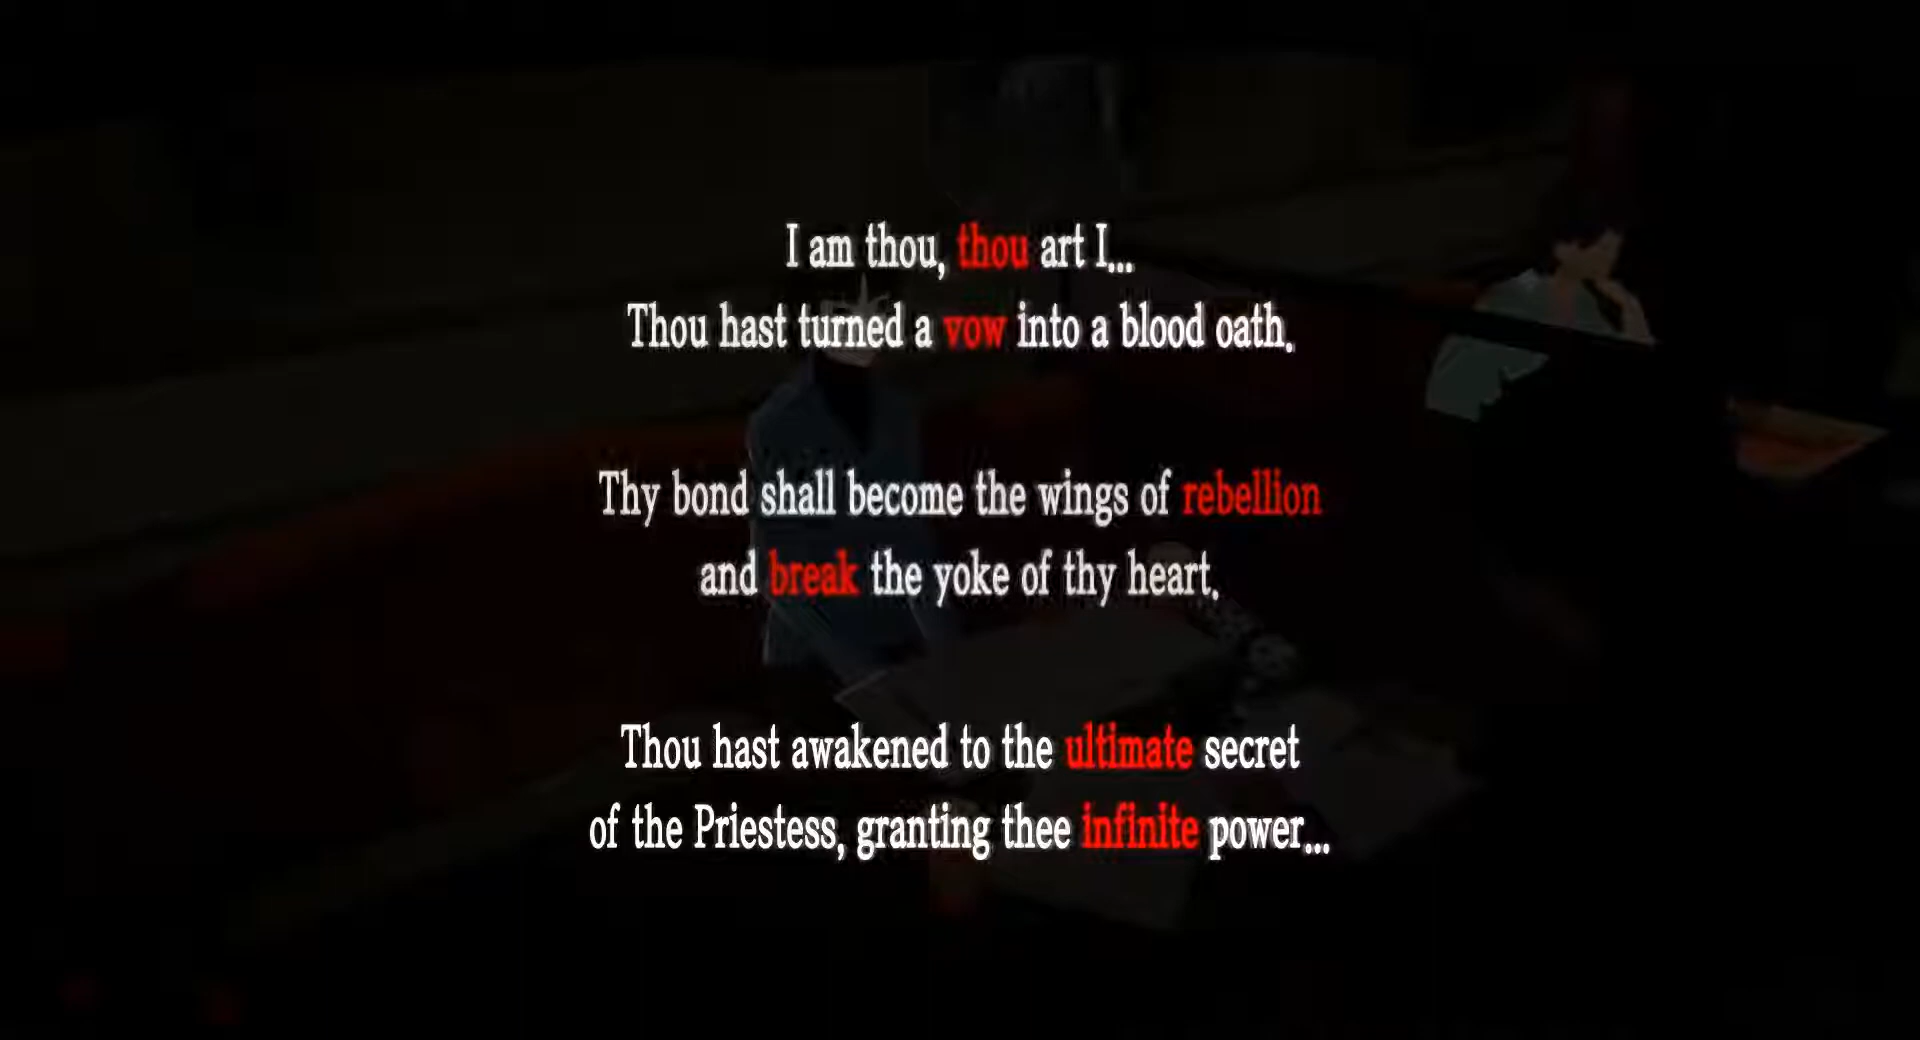 I am thou, thou art I...
Thou hast turned a vow into a blood oath.
Thy bond shall become the wings of rebellion
and break the yoke of thy heart.
Thou hast awakened to the ultimate secret
of the Priestess, granting thee infinite power...